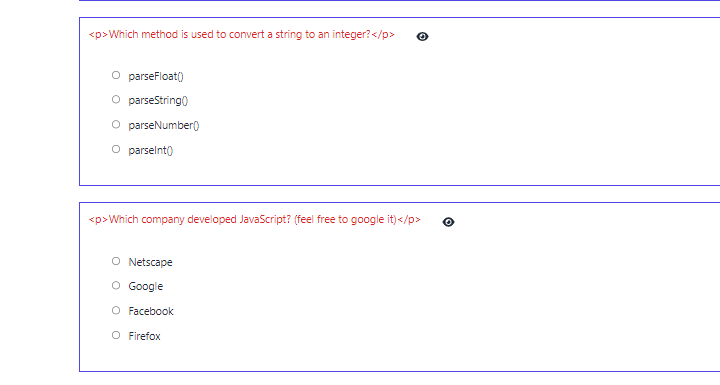 <p>Which method is used to convert a string to an integer?</p>
parseFloat()
parseString()
parseNumber()
parseInt()
<p>Which company developed JavaScript? (feel free to google it)</p>
Netscape
Google
Facebook
Firefox